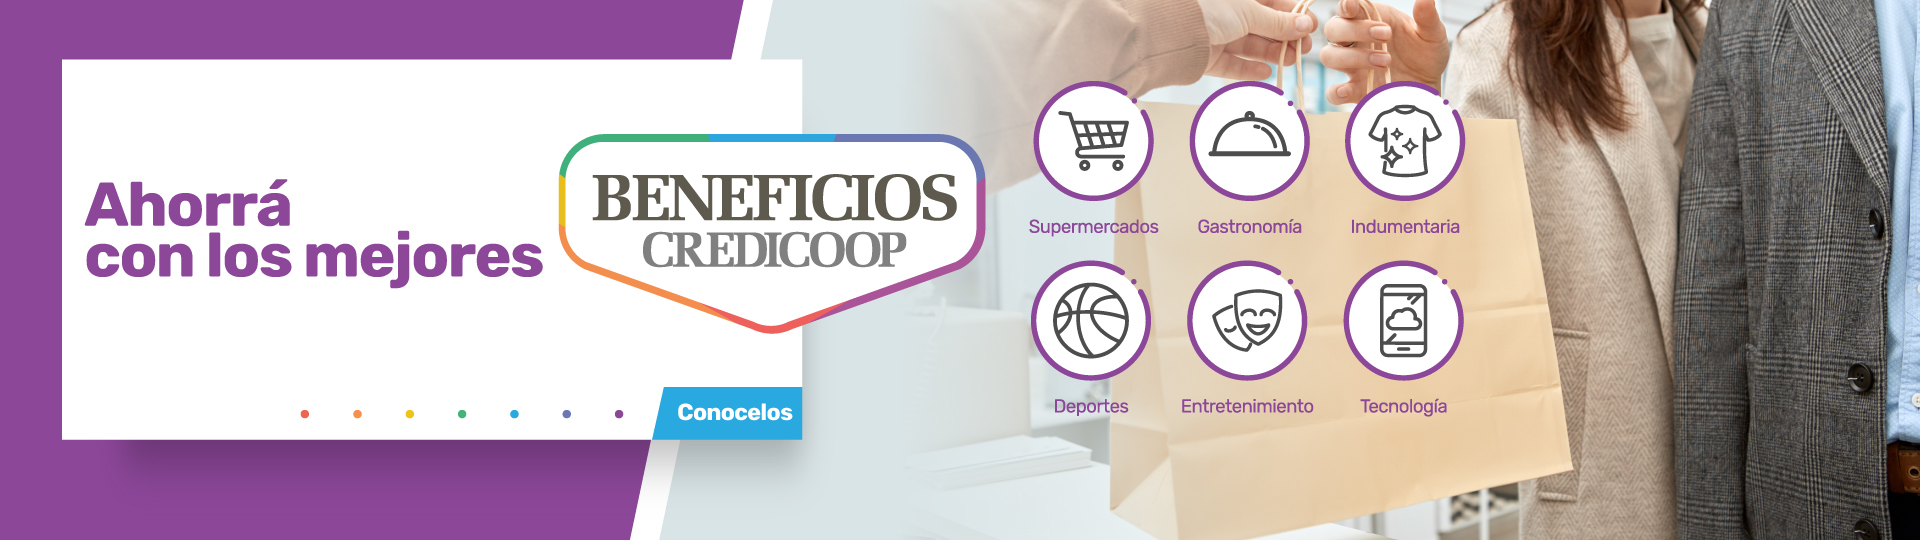 Ahorrá
con los mejores
BENEFICIOS
CREDICOOP
Conocelos
Supermercados
Gastronomía
Indumentaria
Deportes
Entretenimiento
Tecnología